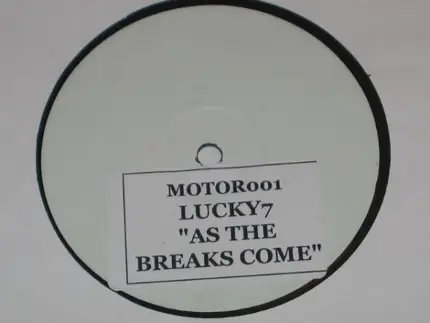 MOTOR001
LUCKY7
"AS THE
BREAKS COME"